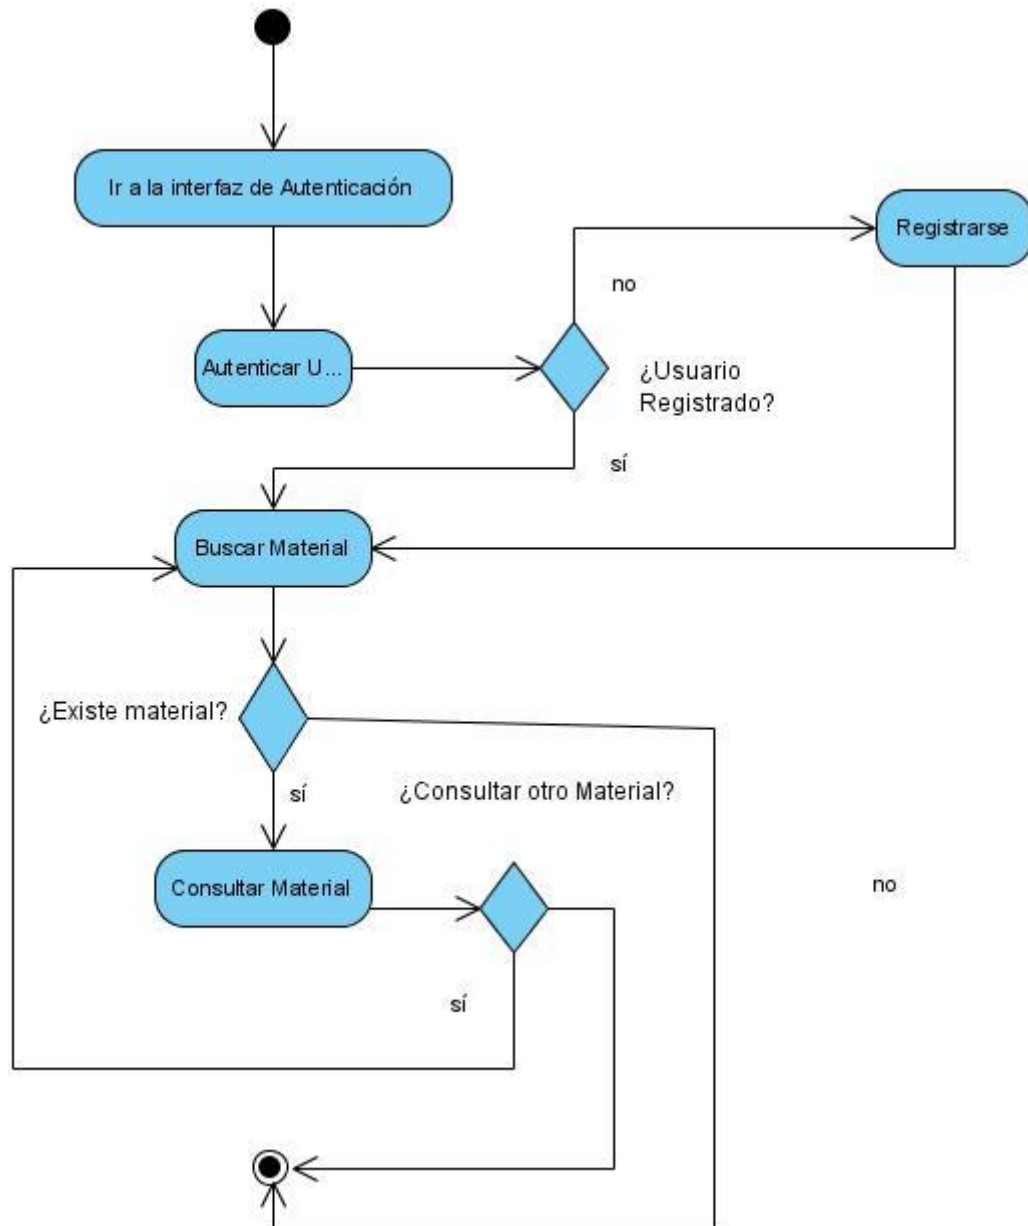 Ir a la interfaz de Autenticación
Registrarse
no
Autenticar U...
¿Usuario
Registrado?
sí
Buscar Material
¿Existe material?
sí
¿Consultar otro Material?
Consultar Material
no
sí